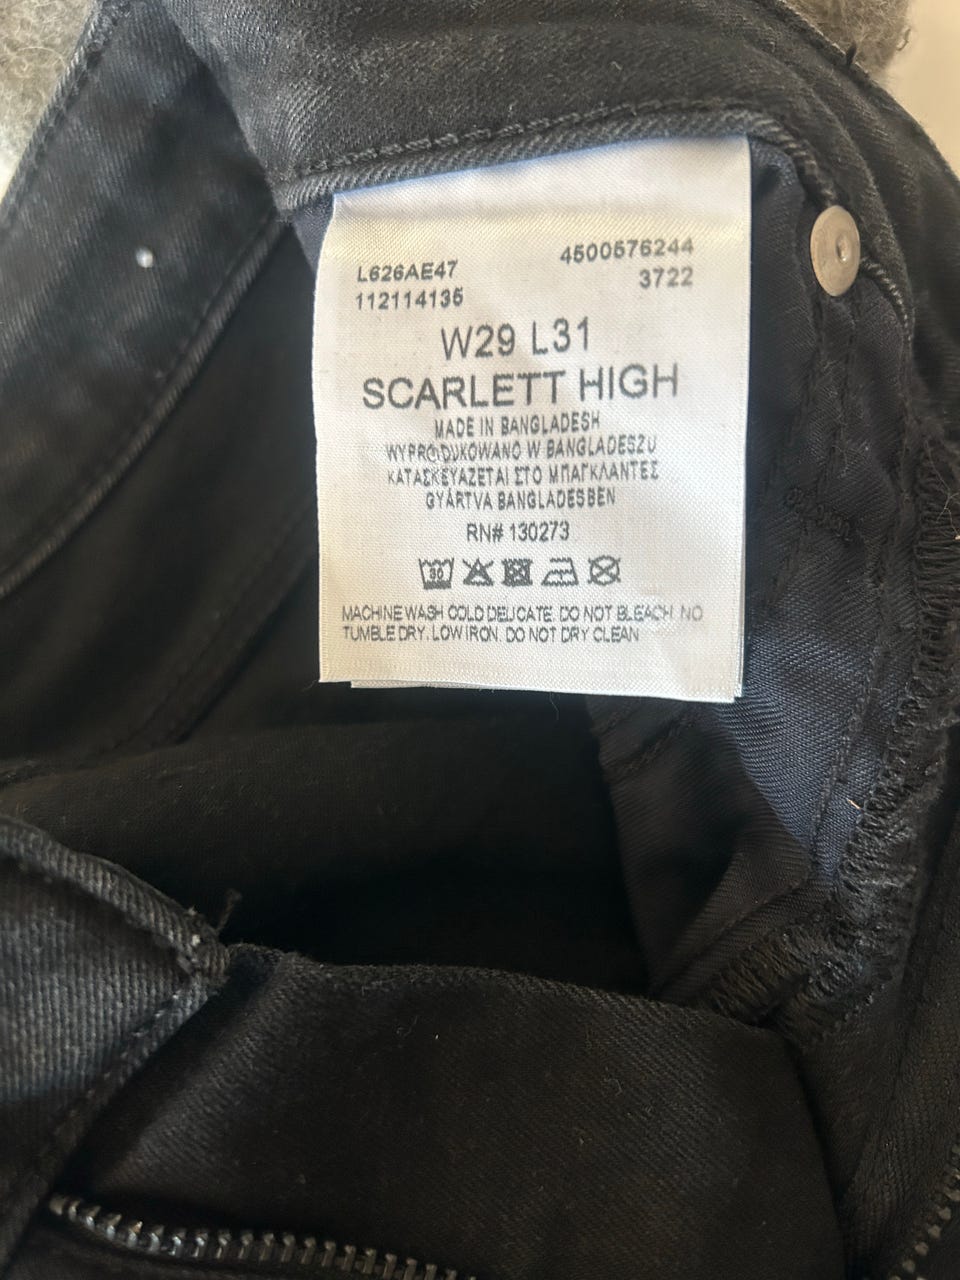 L626AE47 4500576244
112114135 3722
W29 L31
SCARLETT HIGH
MADE IN BANGLADESH
WYPRODUKOWANO W BANGLADESZU
ΚΑΤΑΣΚΕΥΑΖΕΤΑΙ ΣΤΟ ΜΠΑΓΚΛΑΝΤΕΣ
GYÁRTVA BANGLADESBEN
RN# 130273
30
MACHINE WASH COLD DELICATE. DO NOT BLEACH. NO
TUMBLE DRY. LOW IRON. DO NOT DRY CLEAN